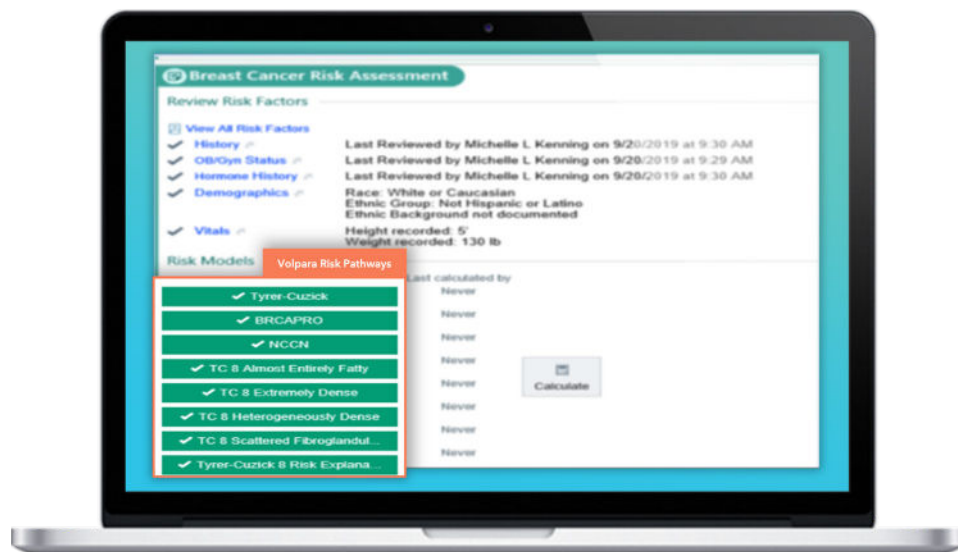 Breast Cancer Risk Assessment
Review Risk Factors
View All Risk Factors
History Last Reviewed by Michelle L Kenning on 9/20/2019 at 9:30 AM
OB/Gyn Status Last Reviewed by Michelle L Kenning on 9/20/2019 at 9:29 AM
Hormone History Last Reviewed by Michelle L Kenning on 9/20/2019 at 9:30 AM
Demographics Race: White or Caucasian
Ethnic Group: Not Hispanic or Latino
Ethnic Background not documented
Vitals Height recorded: 5'
Weight recorded: 130 lb
Risk Models Volpara Risk Pathways
Last calculated by
Tyrer-Cuzick Never
BRCAPRO Never
NCCN Never
TC 8 Almost Entirely Fatty Never
TC 8 Extremely Dense Never
Calculate
TC 8 Heterogeneously Dense Never
TC 8 Scattered Fibroglandul... Never
Tyrer-Cuzick 8 Risk Explana... Never